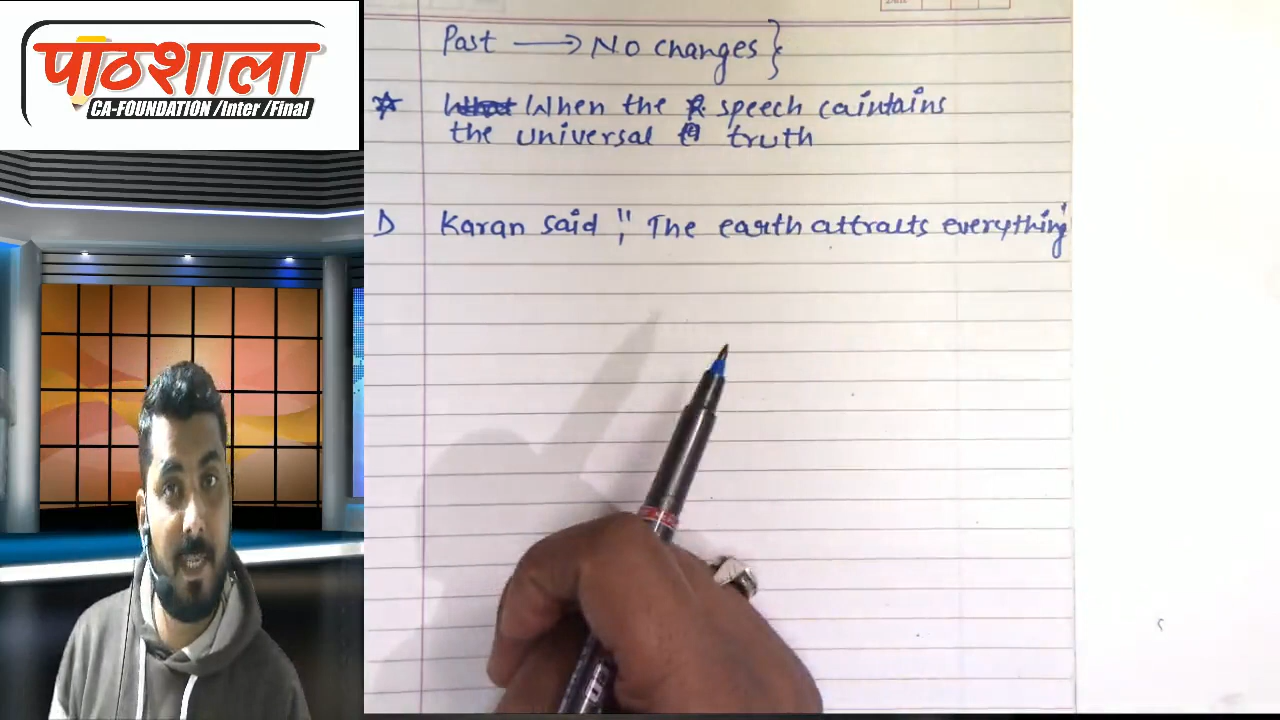 पाठशाला
CA-FOUNDATION /Inter /Final
Past → No changes }
☆ When the speech caintains
the universal truth
1) Karan said ," The earth attracts everything"